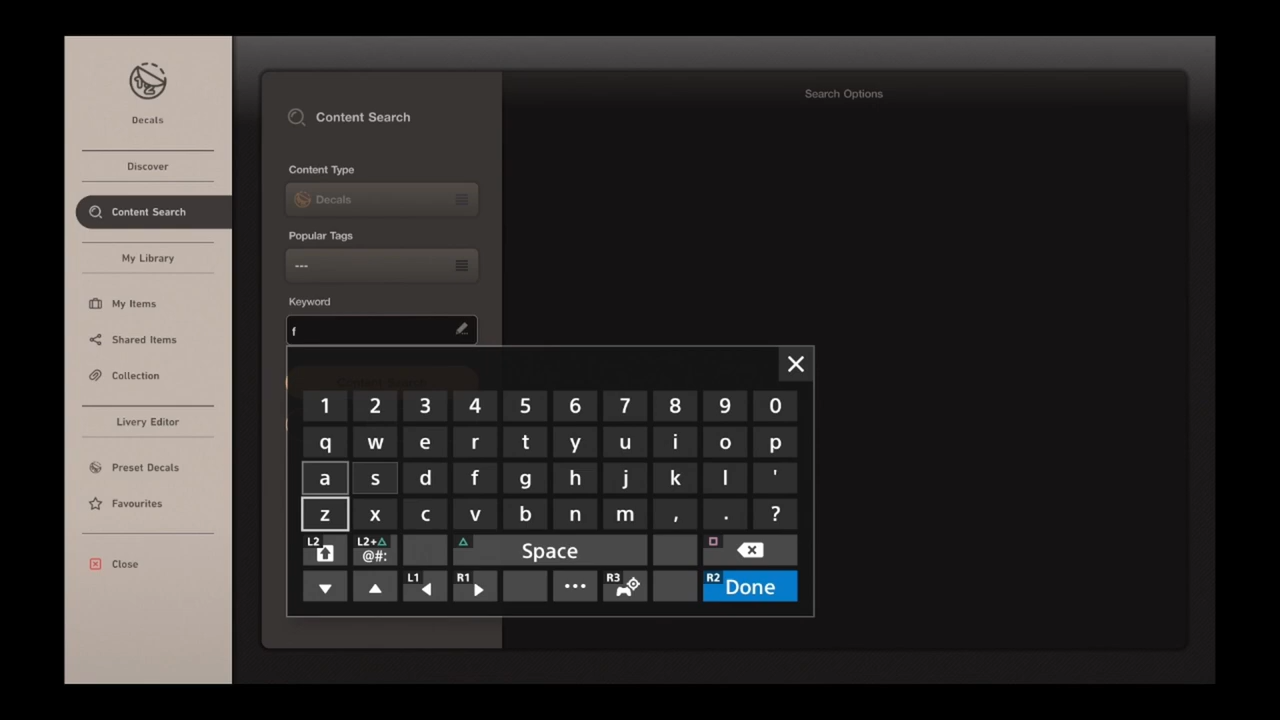 Decals
Discover
Content Search
My Library
My Items
Shared Items
Collection
Livery Editor
Preset Decals
Favourites
Close
Content Search
Content Type
Decals
Popular Tags
---
Keyword
f
Search Options
1 2 3 4 5 6 7 8 9 0
q w e r t y u i o p
a s d f g h j k l '
z x c v b n m , . ?
L2 L2+△ @#: △ Space □
L1 R1 ... R3 R2 Done